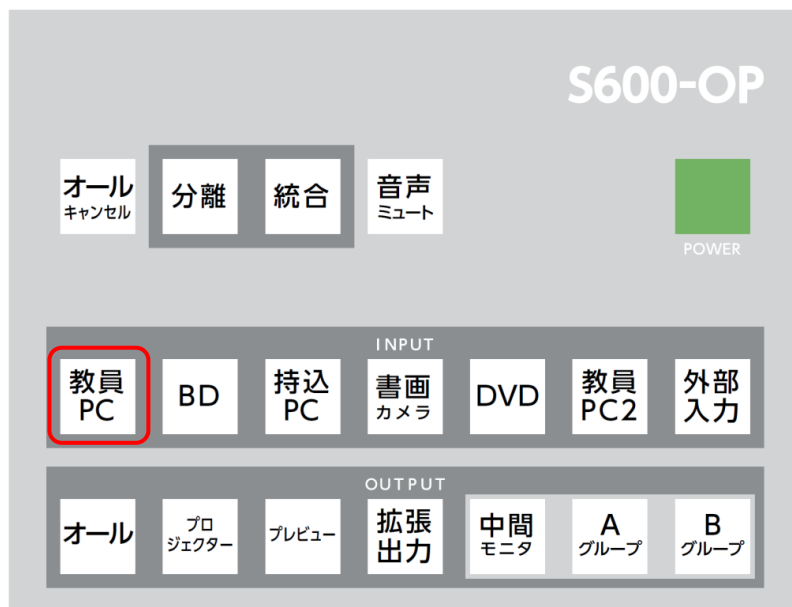 S600-OP
オール
キャンセル
分離
統合
音声
ミュート
POWER
INPUT
教員
PC
BD
持込
PC
書画
カメラ
DVD
教員
PC2
外部
入力
OUTPUT
オール
プロ
ジェクター
プレビュー
拡張
出力
中間
モニタ
A
グループ
B
グループ